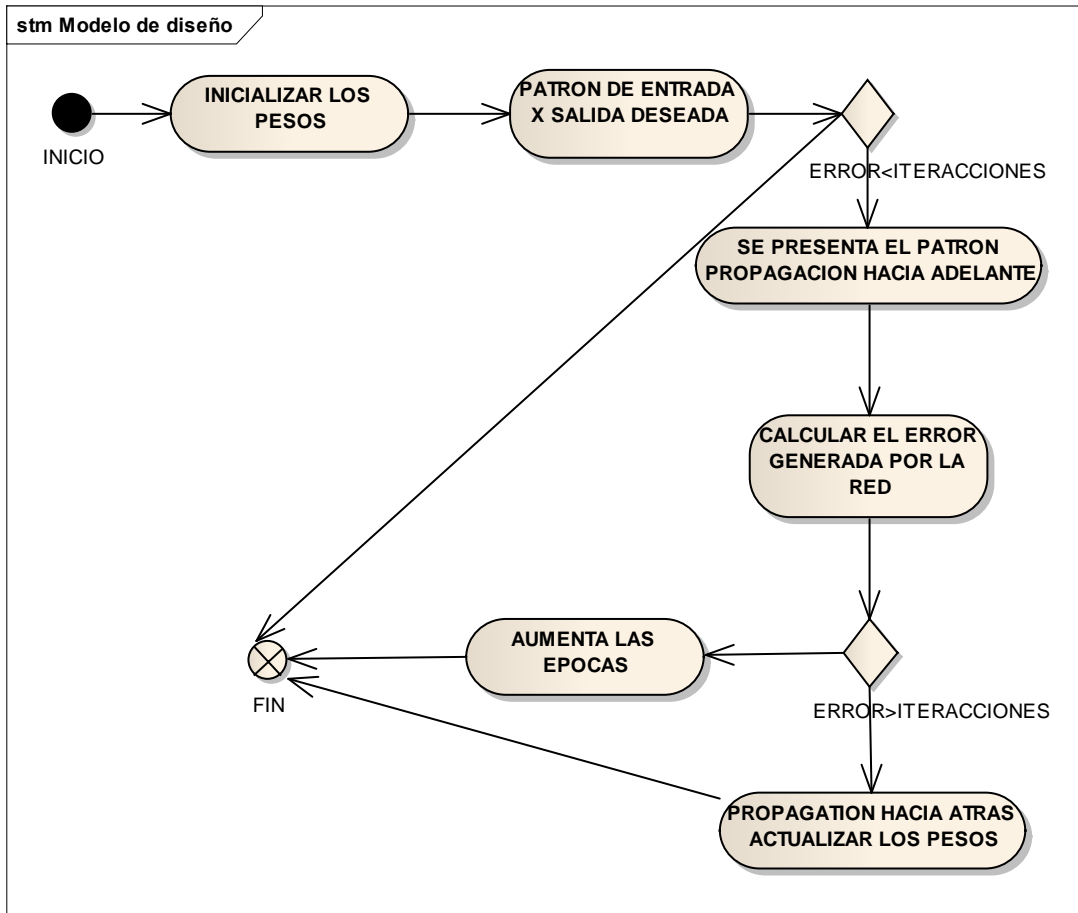 stm Modelo de diseño
INICIO
INICIALIZAR LOS
PESOS
PATRON DE ENTRADA
X SALIDA DESEADA
ERROR<ITERACCIONES
SE PRESENTA EL PATRON
PROPAGACION HACIA ADELANTE
CALCULAR EL ERROR
GENERADA POR LA
RED
AUMENTA LAS
EPOCAS
FIN
ERROR>ITERACCIONES
PROPAGATION HACIA ATRAS
ACTUALIZAR LOS PESOS